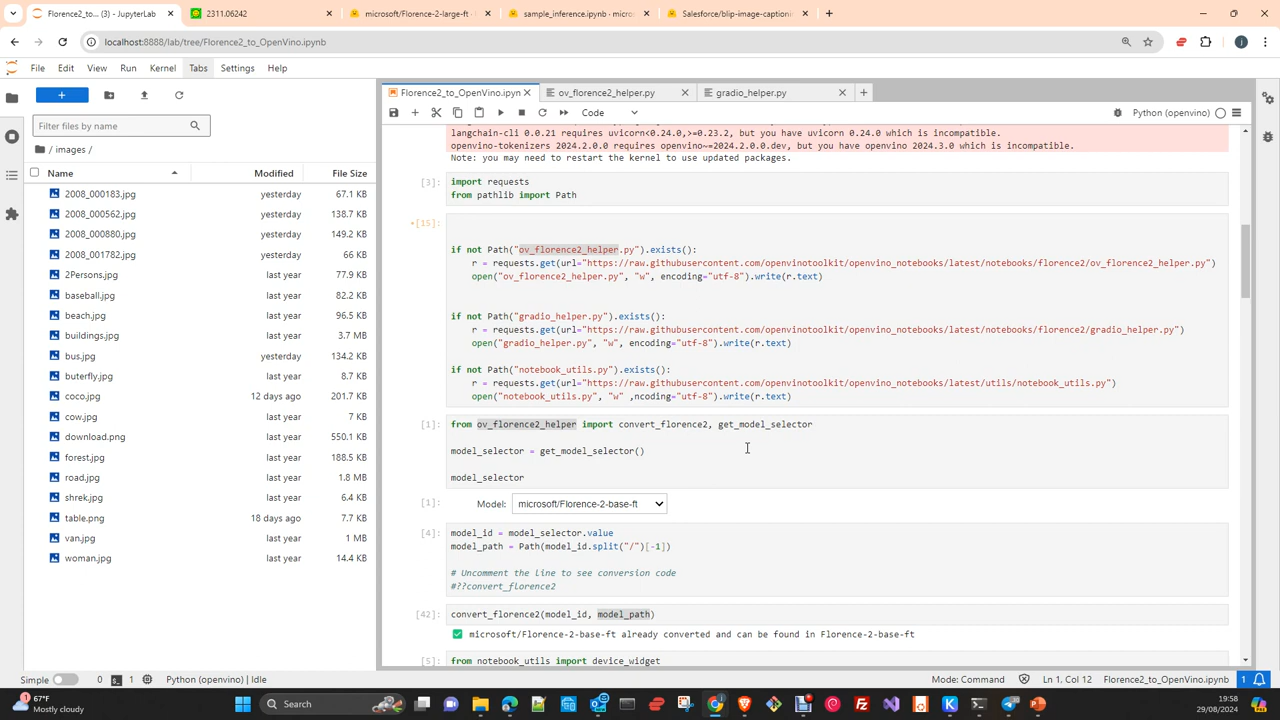 Florence2_to... (3) - JupyterLab
2311.06242
microsoft/Florence-2-large-ft
sample_inference.ipynb · micros
Salesforce/blip-image-captionin
localhost:8888/lab/tree/Florence2_to_OpenVino.ipynb
File Edit View Run Kernel Tabs Settings Help
Florence2_to_OpenVino.ipyn
ov_florence2_helper.py
gradio_helper.py
Code
Python (openvino)
Filter files by name
/ images /
Name Modified File Size
2008_000183.jpg yesterday 67.1 KB
2008_000562.jpg yesterday 138.7 KB
2008_000880.jpg yesterday 149.2 KB
2008_001782.jpg yesterday 66 KB
2Persons.jpg last year 77.9 KB
baseball.jpg last year 82.2 KB
beach.jpg last year 96.5 KB
buildings.jpg last year 3.7 MB
bus.jpg yesterday 134.2 KB
buterfly.jpg last year 8.7 KB
coco.jpg 12 days ago 201.7 KB
cow.jpg last year 7 KB
download.png last year 550.1 KB
forest.jpg last year 188.5 KB
road.jpg last year 1.8 MB
shrek.jpg last year 6.4 KB
table.png 18 days ago 7.7 KB
van.jpg last year 1 MB
woman.jpg last year 14.4 KB
langchain-cli 0.0.21 requires uvicorn<0.24.0,>=0.23.2, but you have uvicorn 0.24.0 which is incompatible.
openvino-tokenizers 2024.2.0.0 requires openvino~=2024.2.0.0.dev, but you have openvino 2024.3.0 which is incompatible.
Note: you may need to restart the kernel to use updated packages.
[3]: import requests
from pathlib import Path
[15]:
if not Path("ov_florence2_helper.py").exists():
r = requests.get(url="https://raw.githubusercontent.com/openvinotoolkit/openvino_notebooks/latest/notebooks/florence2/ov_florence2_helper.py")
open("ov_florence2_helper.py", "w", encoding="utf-8").write(r.text)
if not Path("gradio_helper.py").exists():
r = requests.get(url="https://raw.githubusercontent.com/openvinotoolkit/openvino_notebooks/latest/notebooks/florence2/gradio_helper.py")
open("gradio_helper.py", "w", encoding="utf-8").write(r.text)
if not Path("notebook_utils.py").exists():
r = requests.get(url="https://raw.githubusercontent.com/openvinotoolkit/openvino_notebooks/latest/utils/notebook_utils.py")
open("notebook_utils.py", "w" ,ncoding="utf-8").write(r.text)
[1]: from ov_florence2_helper import convert_florence2, get_model_selector
model_selector = get_model_selector()
model_selector
[1]: Model: microsoft/Florence-2-base-ft
[4]: model_id = model_selector.value
model_path = Path(model_id.split("/")[-1])
# Uncomment the line to see conversion code
#??convert_florence2
[42]: convert_florence2(model_id, model_path)
microsoft/Florence-2-base-ft already converted and can be found in Florence-2-base-ft
[5]: from notebook_utils import device_widget
Simple 0 1 Python (openvino) | Idle
Mode: Command Ln 1, Col 12 Florence2_to_OpenVino.ipynb 1
67°F
Mostly cloudy
Search
19:58
29/08/2024